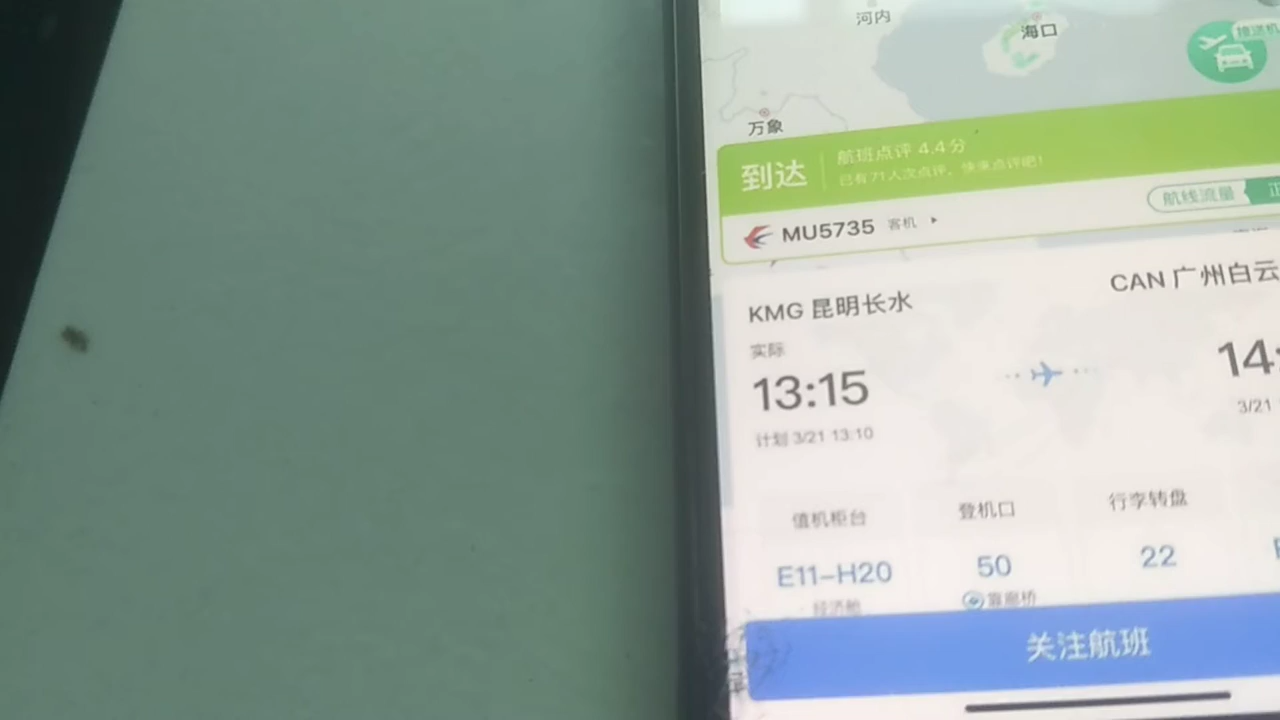 河内
海口
接送机
万象
到达
航班点评 4.4分
已有71人次点评，快来点评吧！
航线流量
MU5735 客机
KMG 昆明长水
CAN 广州白云
实际
13:15
14:
计划 3/21 13:10
3/21
值机柜台
登机口
行李转盘
E11-H20
50
22
经济舱
靠廊桥
关注航班